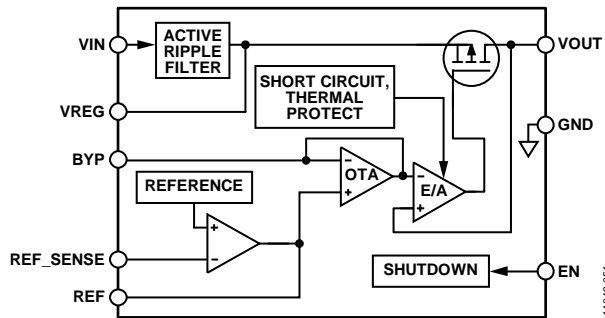 VIN
ACTIVE
RIPPLE
FILTER
VOUT
VREG
SHORT CIRCUIT,
THERMAL
PROTECT
GND
BYP
−
OTA
+
−
E/A
+
REFERENCE
+
−
REF_SENSE
REF
SHUTDOWN
EN